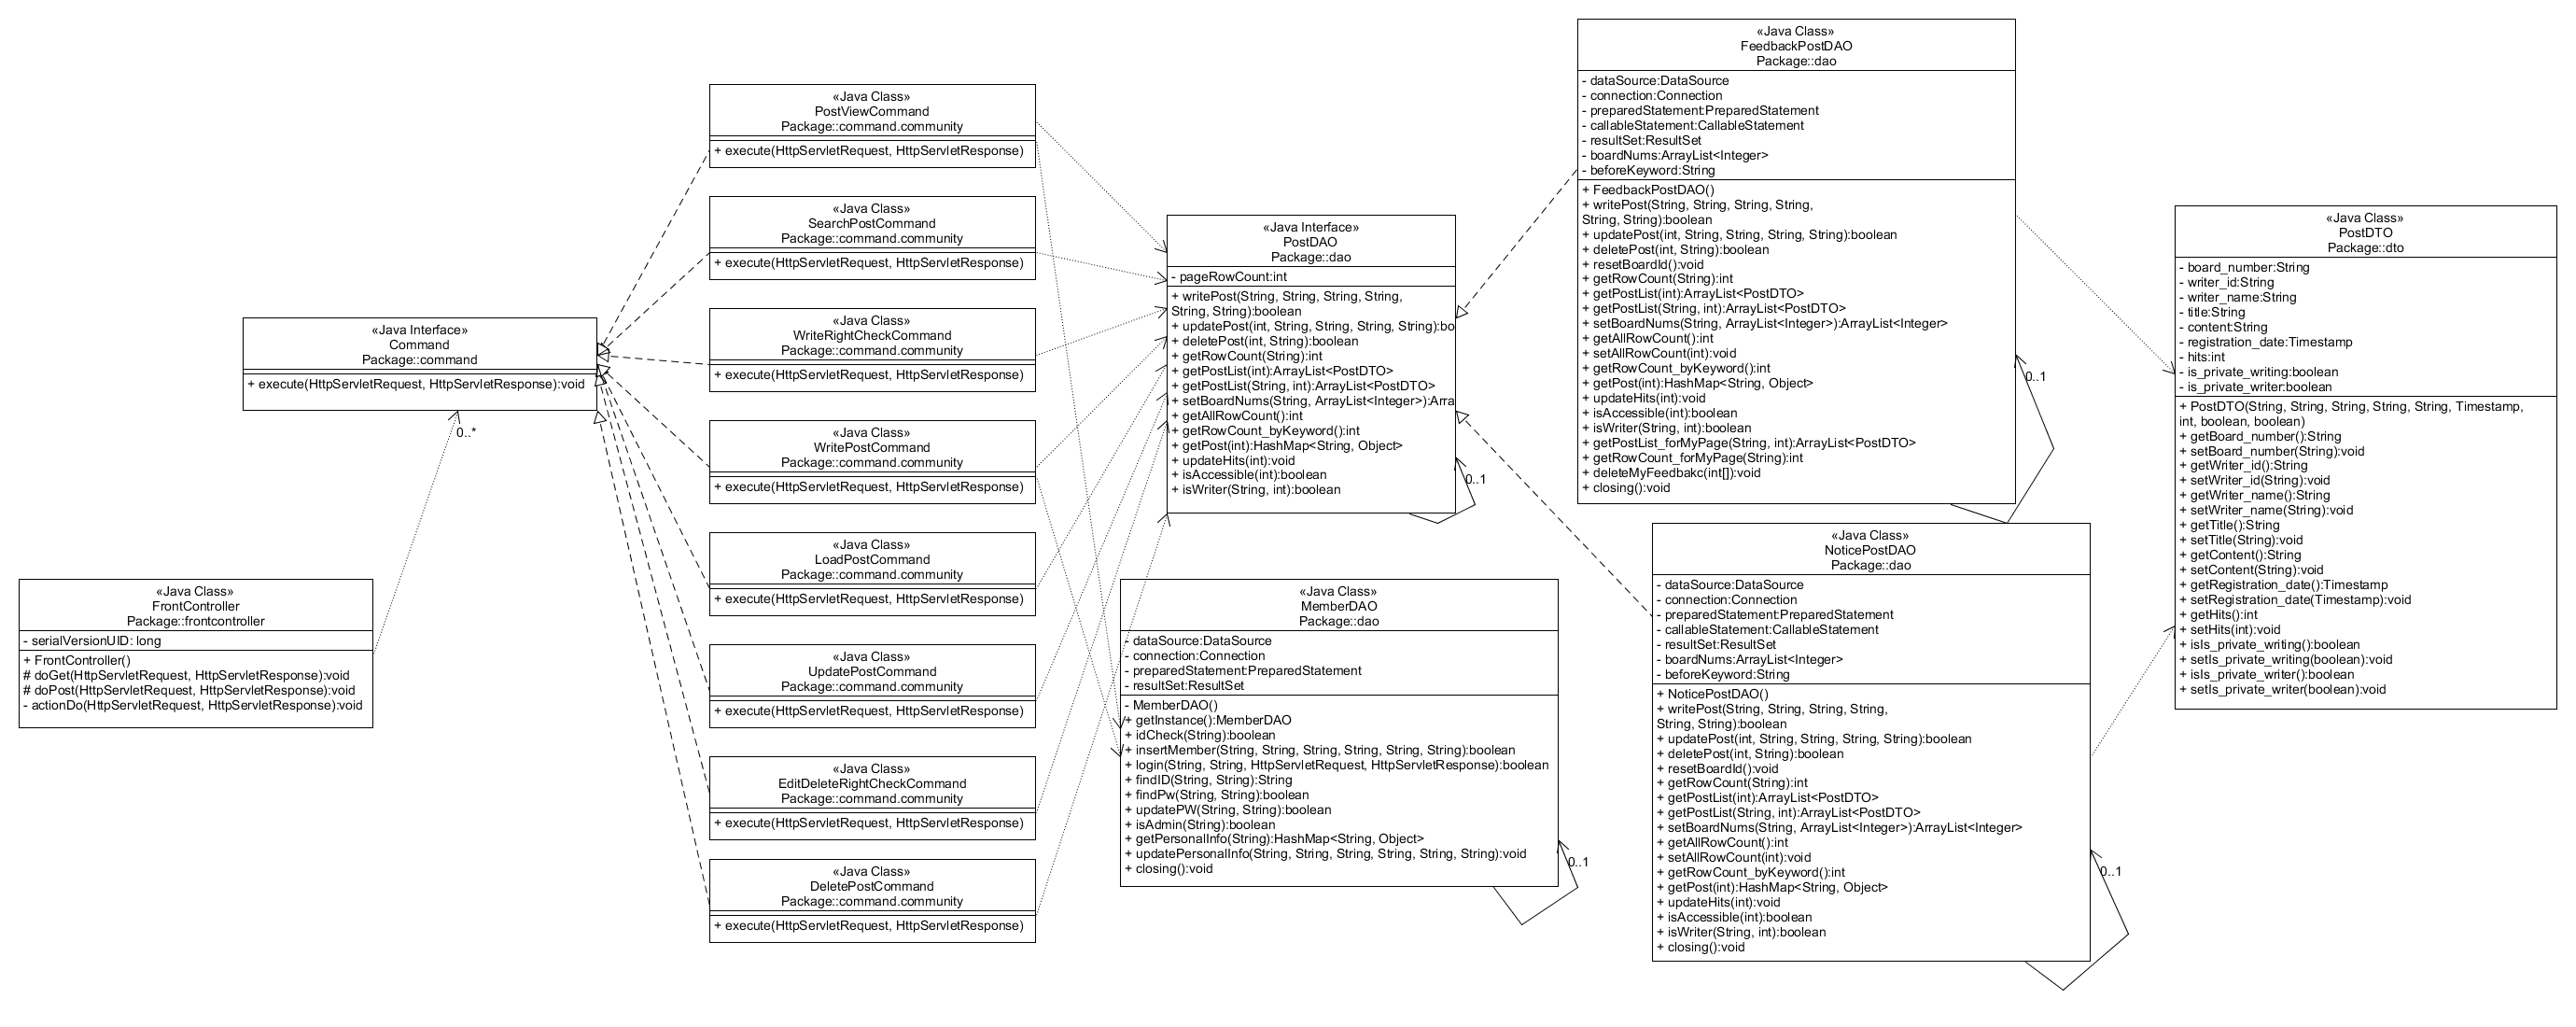 «Java Interface»
Command
Package::command
+ execute(HttpServletRequest, HttpServletResponse):void
0..*
«Java Class»
FrontController
Package::frontcontroller
- serialVersionUID: long
+ FrontController()
# doGet(HttpServletRequest, HttpServletResponse):void
# doPost(HttpServletRequest, HttpServletResponse):void
- actionDo(HttpServletRequest, HttpServletResponse):void
«Java Class»
PostViewCommand
Package::command.community
+ execute(HttpServletRequest, HttpServletResponse)
«Java Class»
SearchPostCommand
Package::command.community
+ execute(HttpServletRequest, HttpServletResponse)
«Java Class»
WriteRightCheckCommand
Package::command.community
+ execute(HttpServletRequest, HttpServletResponse)
«Java Class»
WritePostCommand
Package::command.community
+ execute(HttpServletRequest, HttpServletResponse)
«Java Class»
LoadPostCommand
Package::command.community
+ execute(HttpServletRequest, HttpServletResponse)
«Java Class»
UpdatePostCommand
Package::command.community
+ execute(HttpServletRequest, HttpServletResponse)
«Java Class»
EditDeleteRightCheckCommand
Package::command.community
+ execute(HttpServletRequest, HttpServletResponse)
«Java Class»
DeletePostCommand
Package::command.community
+ execute(HttpServletRequest, HttpServletResponse)
«Java Interface»
PostDAO
Package::dao
- pageRowCount:int
+ writePost(String, String, String, String,
String, String):boolean
+ updatePost(int, String, String, String, String):bo
+ deletePost(int, String):boolean
+ getRowCount(String):int
+ getPostList(int):ArrayList<PostDTO>
+ getPostList(String, int):ArrayList<PostDTO>
+ setBoardNums(String, ArrayList<Integer>):Arra
+ getAllRowCount():int
+ getRowCount_byKeyword():int
+ getPost(int):HashMap<String, Object>
+ updateHits(int):void
+ isAccessible(int):boolean
+ isWriter(String, int):boolean
0..1
«Java Class»
MemberDAO
Package::dao
- dataSource:DataSource
- connection:Connection
- preparedStatement:PreparedStatement
- resultSet:ResultSet
- MemberDAO()
+ getInstance():MemberDAO
+ idCheck(String):boolean
+ insertMember(String, String, String, String, String, String):boolean
+ login(String, String, HttpServletRequest, HttpServletResponse):boolean
+ findID(String, String):String
+ findPw(String, String):boolean
+ updatePW(String, String):boolean
+ isAdmin(String):boolean
+ getPersonalInfo(String):HashMap<String, Object>
+ updatePersonalInfo(String, String, String, String, String, String):void
+ closing():void
0..1
«Java Class»
FeedbackPostDAO
Package::dao
- dataSource:DataSource
- connection:Connection
- preparedStatement:PreparedStatement
- callableStatement:CallableStatement
- resultSet:ResultSet
- boardNums:ArrayList<Integer>
- beforeKeyword:String
+ FeedbackPostDAO()
+ writePost(String, String, String, String,
String, String):boolean
+ updatePost(int, String, String, String, String):boolean
+ deletePost(int, String):boolean
+ resetBoardId():void
+ getRowCount(String):int
+ getPostList(int):ArrayList<PostDTO>
+ getPostList(String, int):ArrayList<PostDTO>
+ setBoardNums(String, ArrayList<Integer>):ArrayList<Integer>
+ getAllRowCount():int
+ setAllRowCount(int):void
+ getRowCount_byKeyword():int
+ getPost(int):HashMap<String, Object>
+ updateHits(int):void
+ isAccessible(int):boolean
+ isWriter(String, int):boolean
+ getPostList_forMyPage(String, int):ArrayList<PostDTO>
+ getRowCount_forMyPage(String):int
+ deleteMyFeedbakc(int[]):void
+ closing():void
0..1
«Java Class»
NoticePostDAO
Package::dao
- dataSource:DataSource
- connection:Connection
- preparedStatement:PreparedStatement
- callableStatement:CallableStatement
- resultSet:ResultSet
- boardNums:ArrayList<Integer>
- beforeKeyword:String
+ NoticePostDAO()
+ writePost(String, String, String, String,
String, String):boolean
+ updatePost(int, String, String, String, String):boolean
+ deletePost(int, String):boolean
+ resetBoardId():void
+ getRowCount(String):int
+ getPostList(int):ArrayList<PostDTO>
+ getPostList(String, int):ArrayList<PostDTO>
+ setBoardNums(String, ArrayList<Integer>):ArrayList<Integer>
+ getAllRowCount():int
+ setAllRowCount(int):void
+ getRowCount_byKeyword():int
+ getPost(int):HashMap<String, Object>
+ updateHits(int):void
+ isAccessible(int):boolean
+ isWriter(String, int):boolean
+ closing():void
0..1
«Java Class»
PostDTO
Package::dto
- board_number:String
- writer_id:String
- writer_name:String
- title:String
- content:String
- registration_date:Timestamp
- hits:int
- is_private_writing:boolean
- is_private_writer:boolean
+ PostDTO(String, String, String, String, String, Timestamp,
int, boolean, boolean)
+ getBoard_number():String
+ setBoard_number(String):void
+ getWriter_id():String
+ setWriter_id(String):void
+ getWriter_name():String
+ setWriter_name(String):void
+ getTitle():String
+ setTitle(String):void
+ getContent():String
+ setContent(String):void
+ getRegistration_date():Timestamp
+ setRegistration_date(Timestamp):void
+ getHits():int
+ setHits(int):void
+ isIs_private_writing():boolean
+ setIs_private_writing(boolean):void
+ isIs_private_writer():boolean
+ setIs_private_writer(boolean):void